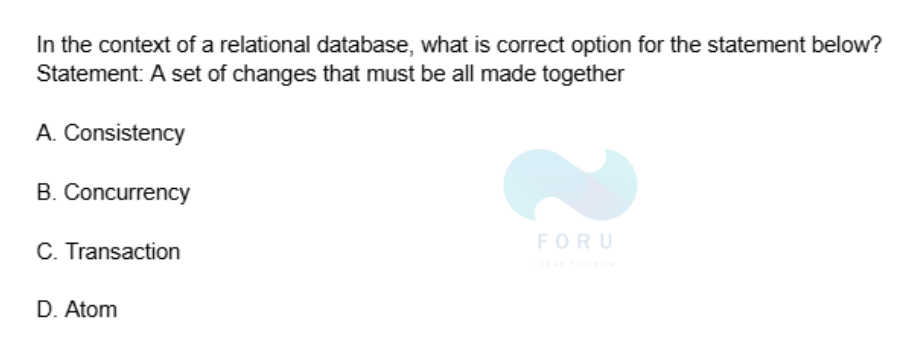 In the context of a relational database, what is correct option for the statement below?
Statement: A set of changes that must be all made together
A. Consistency
B. Concurrency
C. Transaction
D. Atom
FORU